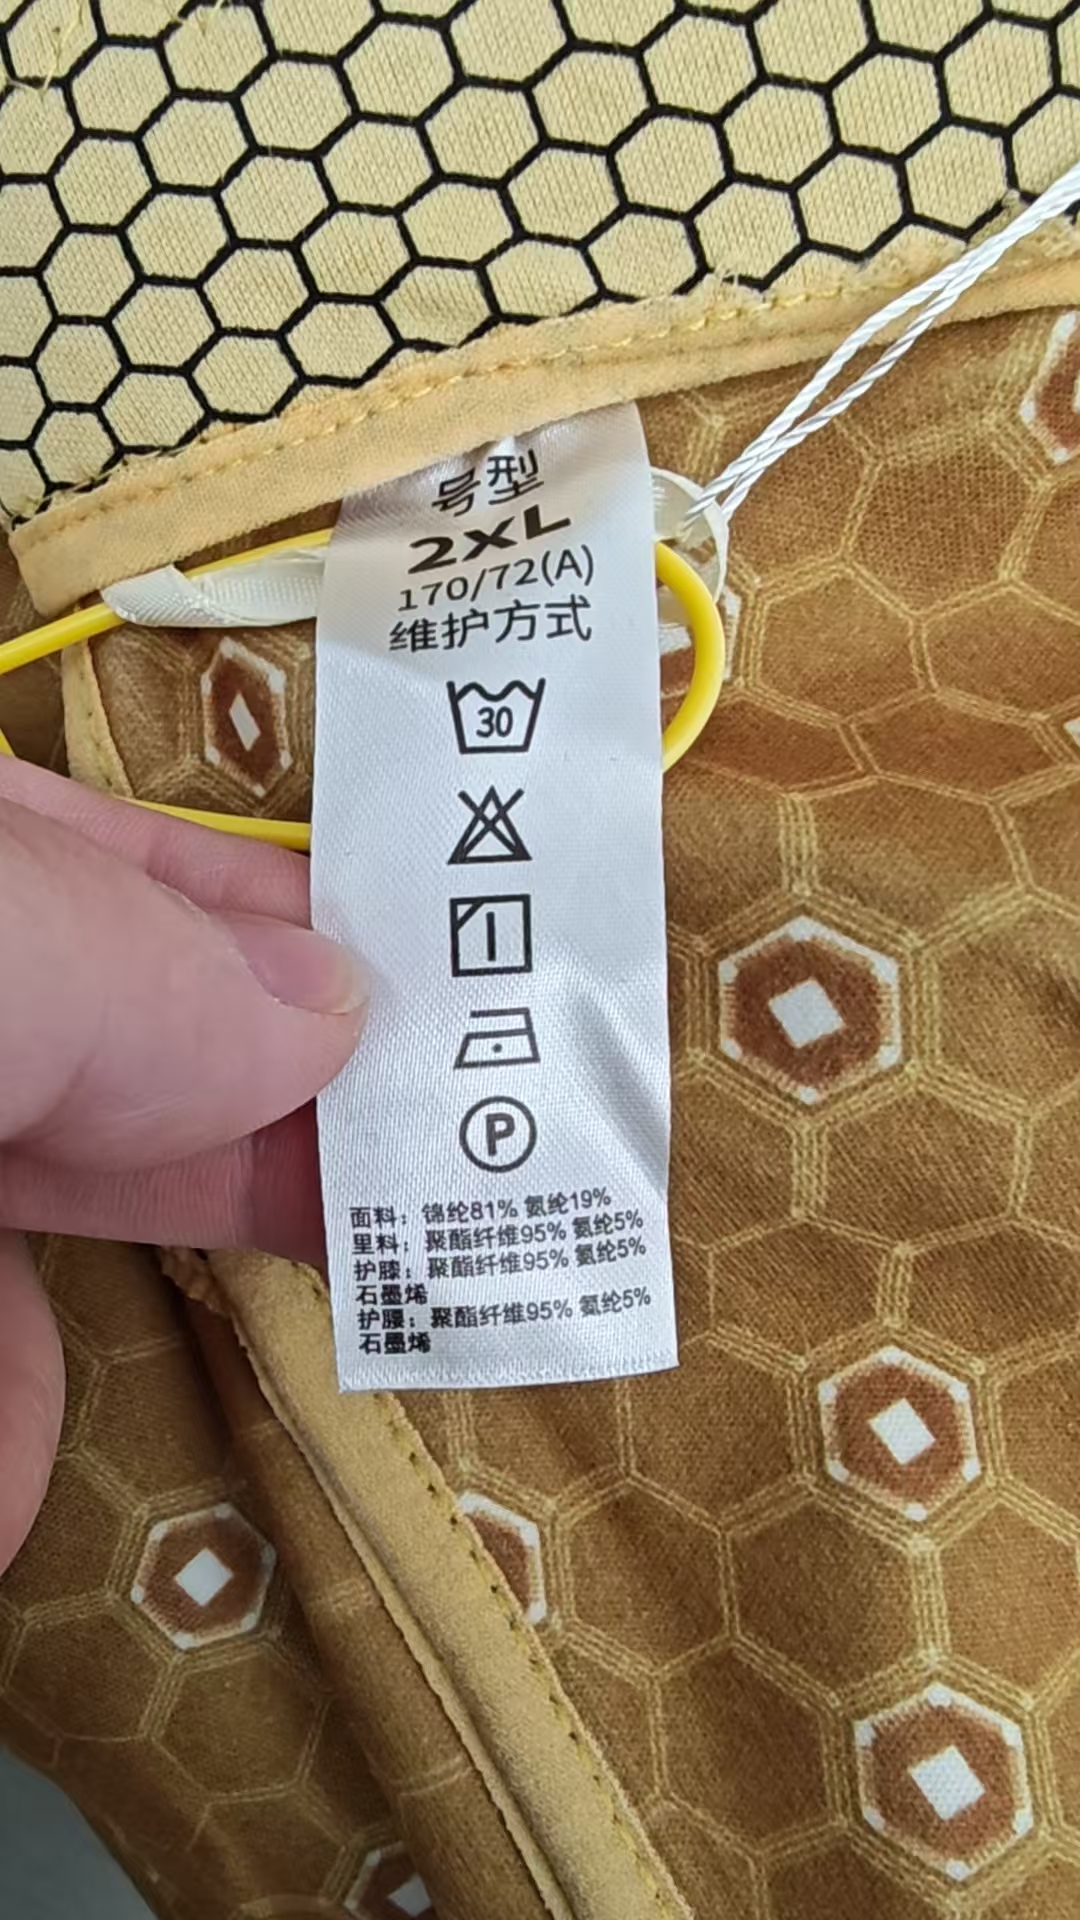 号型
2XL
170/72(A)
维护方式
30
P
面料：锦纶81% 氨纶19%
里料：聚酯纤维95% 氨纶5%
护膝：聚酯纤维95% 氨纶5%
石墨烯
护腰：聚酯纤维95% 氨纶5%
石墨烯